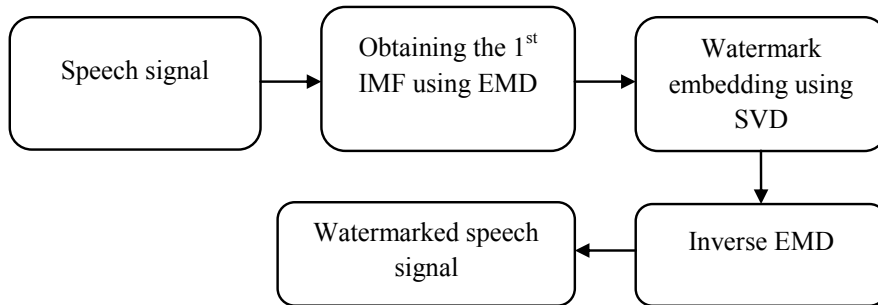 Speech signal
Obtaining the 1st
IMF using EMD
Watermark
embedding using
SVD
Inverse EMD
Watermarked speech
signal